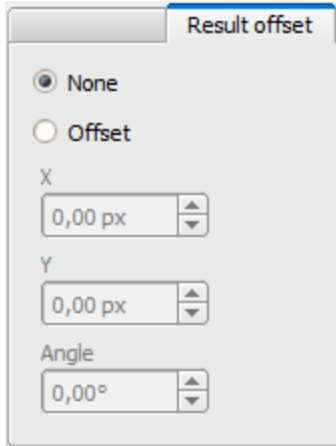 Result offset
None
Offset
X
0,00 px
Y
0,00 px
Angle
0,00°